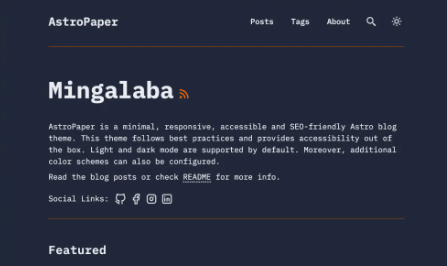 AstroPaper
Posts Tags About
Mingalaba
AstroPaper is a minimal, responsive, accessible and SEO-friendly Astro blog
theme. This theme follows best practices and provides accessibility out of
the box. Light and dark mode are supported by default. Moreover, additional
color schemes can also be configured.
Read the blog posts or check README for more info.
Social Links:
Featured